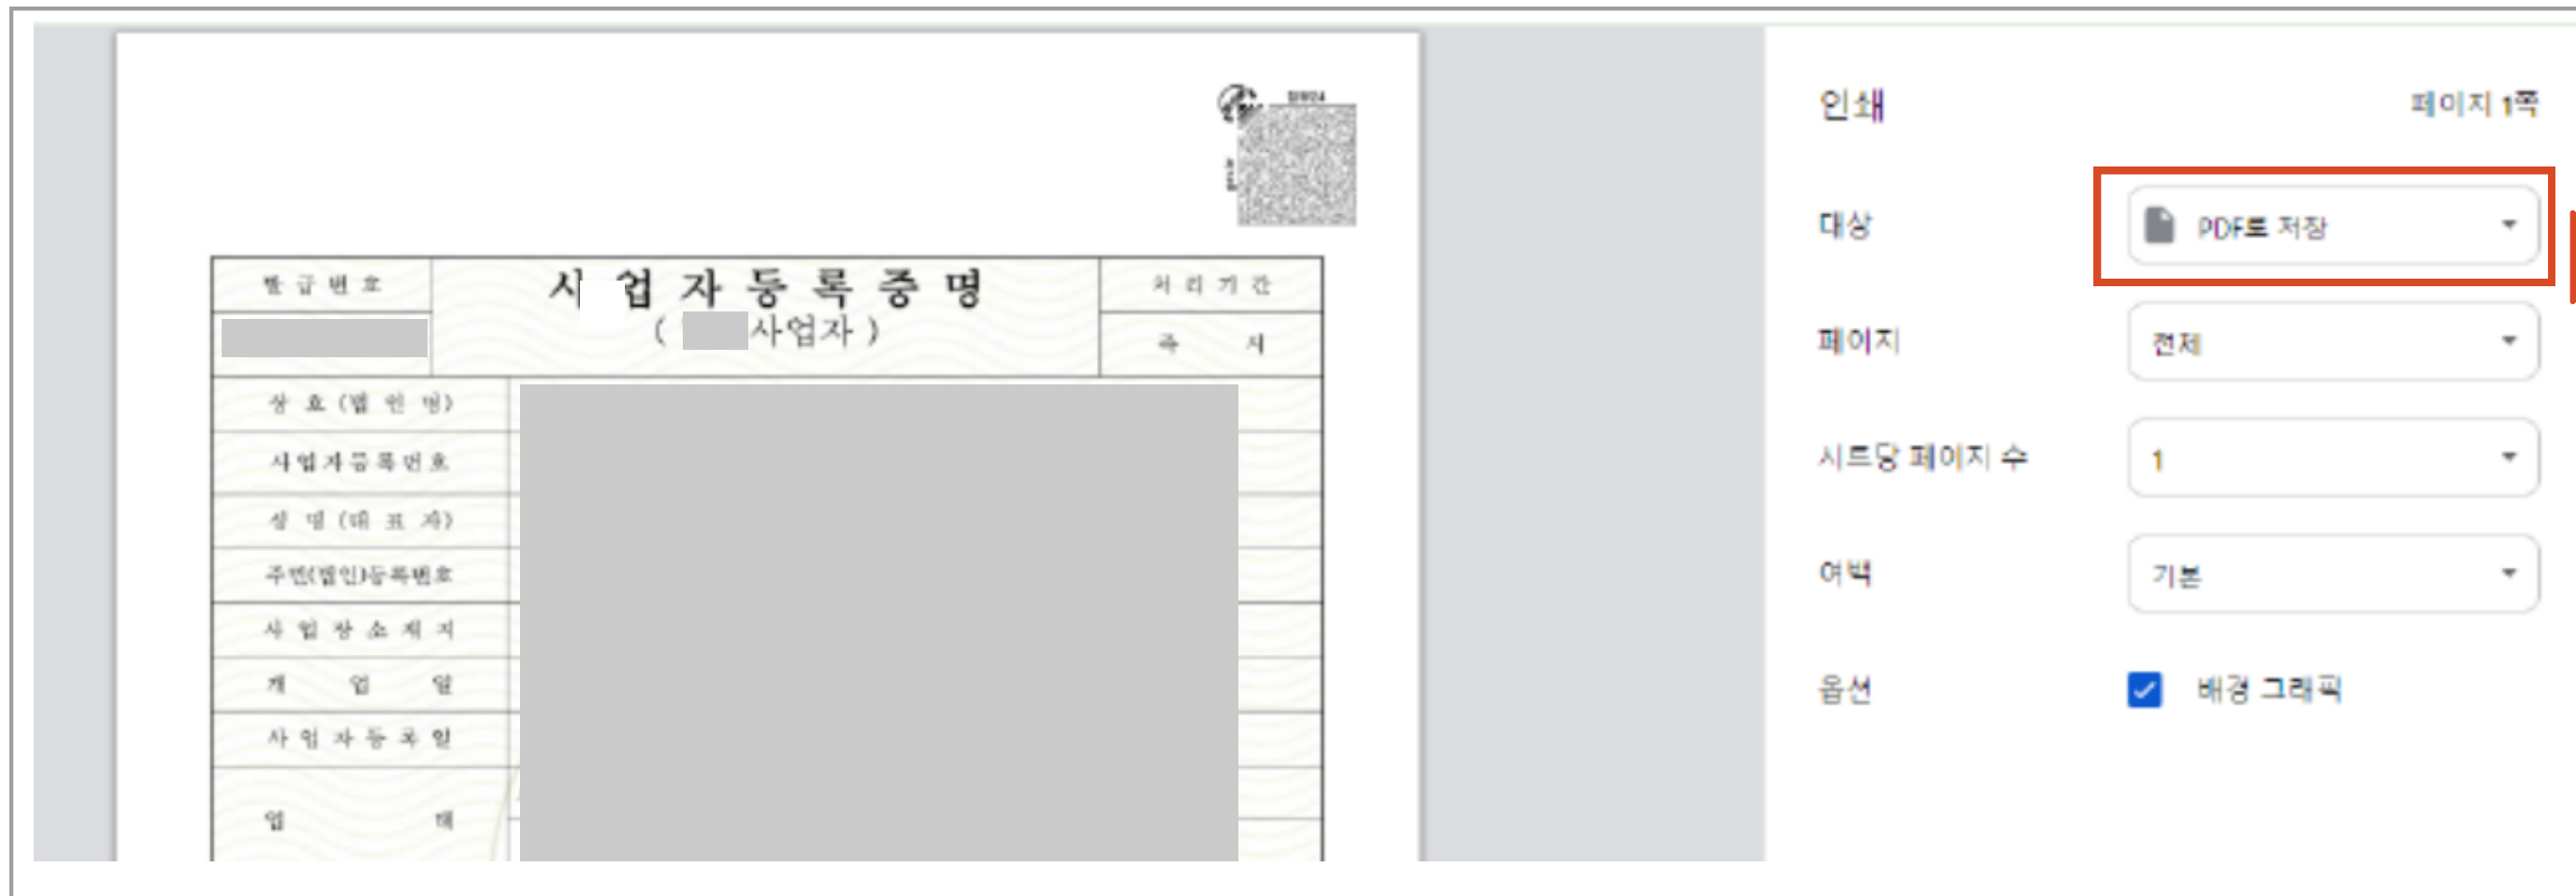 발 급 번 호
사 업 자 등 록 증 명
처 리 기 간
( 사업자 )
즉 시
상 호 (법 인 명)
사업자등록번호
성 명 (대 표 자)
주민(법인)등록번호
사 업 장 소 재 지
개 업 일
사 업 자 등 록 일
업 태
인쇄
페이지 1쪽
대상
PDF로 저장
페이지
전체
시트당 페이지 수
1
여백
기본
옵션
배경 그래픽